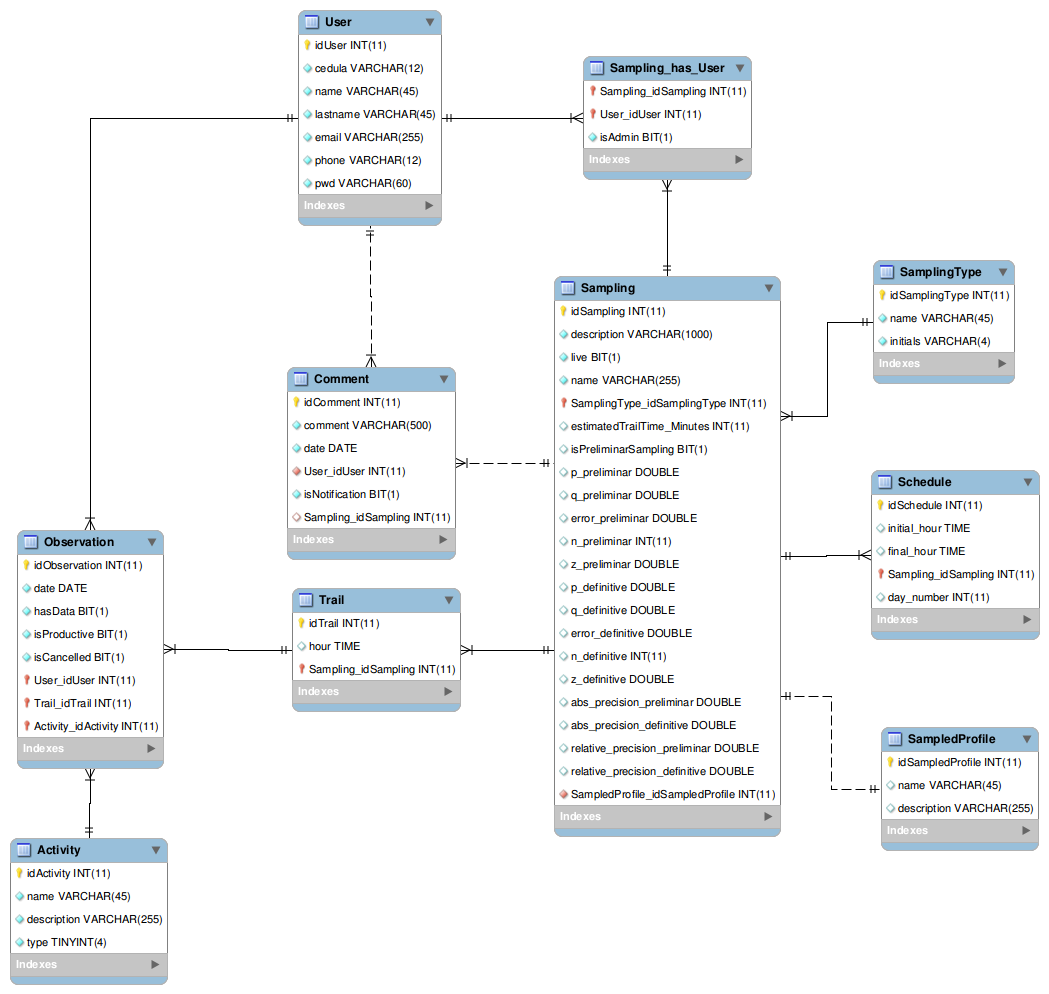 User
idUser INT(11)
cedula VARCHAR(12)
name VARCHAR(45)
lastname VARCHAR(45)
email VARCHAR(255)
phone VARCHAR(12)
pwd VARCHAR(60)
Indexes
Sampling_has_User
Sampling_idSampling INT(11)
User_idUser INT(11)
isAdmin BIT(1)
Indexes
Sampling
idSampling INT(11)
description VARCHAR(1000)
live BIT(1)
name VARCHAR(255)
SamplingType_idSamplingType INT(11)
estimatedTrailTime_Minutes INT(11)
isPreliminarSampling BIT(1)
p_preliminar DOUBLE
q_preliminar DOUBLE
error_preliminar DOUBLE
n_preliminar INT(11)
z_preliminar DOUBLE
p_definitive DOUBLE
q_definitive DOUBLE
error_definitive DOUBLE
n_definitive INT(11)
z_definitive DOUBLE
abs_precision_preliminar DOUBLE
abs_precision_definitive DOUBLE
relative_precision_preliminar DOUBLE
relative_precision_definitive DOUBLE
SampledProfile_idSampledProfile INT(11)
Indexes
SamplingType
idSamplingType INT(11)
name VARCHAR(45)
initials VARCHAR(4)
Indexes
Comment
idComment INT(11)
comment VARCHAR(500)
date DATE
User_idUser INT(11)
isNotification BIT(1)
Sampling_idSampling INT(11)
Indexes
Schedule
idSchedule INT(11)
initial_hour TIME
final_hour TIME
Sampling_idSampling INT(11)
day_number INT(11)
Indexes
Observation
idObservation INT(11)
date DATE
hasData BIT(1)
isProductive BIT(1)
isCancelled BIT(1)
User_idUser INT(11)
Trail_idTrail INT(11)
Activity_idActivity INT(11)
Indexes
Trail
idTrail INT(11)
hour TIME
Sampling_idSampling INT(11)
Indexes
SampledProfile
idSampledProfile INT(11)
name VARCHAR(45)
description VARCHAR(255)
Indexes
Activity
idActivity INT(11)
name VARCHAR(45)
description VARCHAR(255)
type TINYINT(4)
Indexes